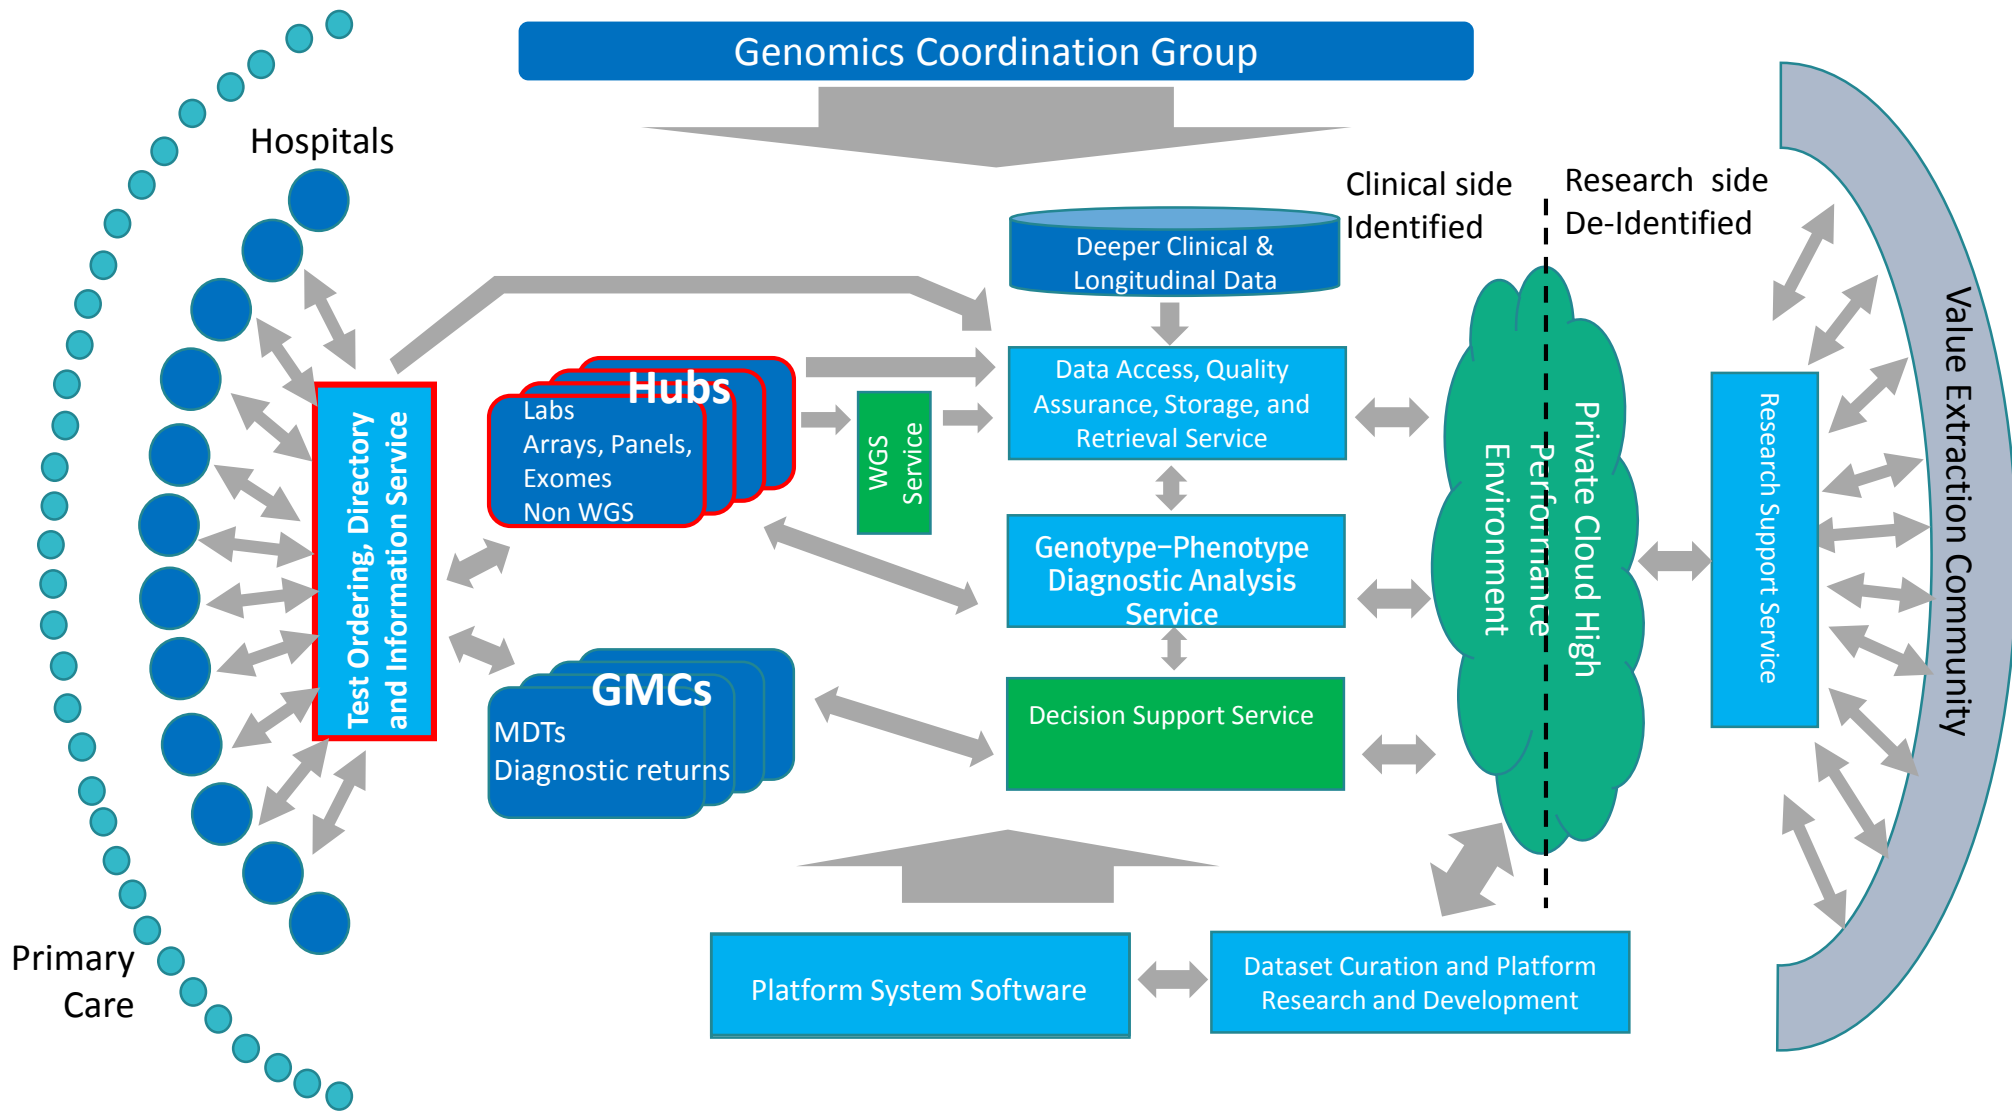 Genomics Coordination Group
Hospitals
Clinical side
Identified
Research side
De-Identified
Deeper Clinical &
Longitudinal Data
Hubs
Labs
Arrays, Panels,
Exomes
Non WGS
WGS
Service
Data Access, Quality
Assurance, Storage, and
Retrieval Service
Test Ordering, Directory
and Information Service
Genotype–Phenotype
Diagnostic Analysis
Service
Private Cloud High
Performance
Environment
Research Support Service
Value Extraction Community
GMCs
MDTs
Diagnostic returns
Decision Support Service
Primary
Care
Platform System Software
Dataset Curation and Platform
Research and Development